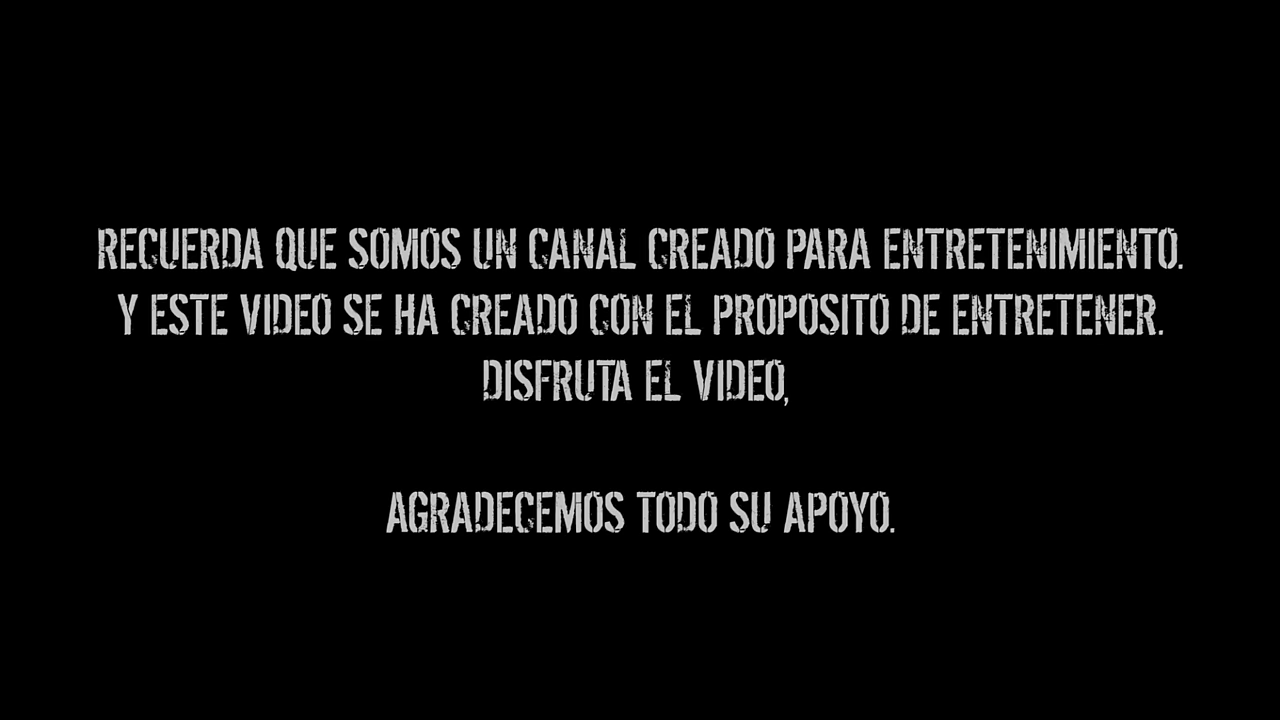 RECUERDA QUE SOMOS UN CANAL CREADO PARA ENTRETENIMIENTO.
Y ESTE VIDEO SE HA CREADO CON EL PROPOSITO DE ENTRETENER.
DISFRUTA EL VIDEO,
AGRADECEMOS TODO SU APOYO.